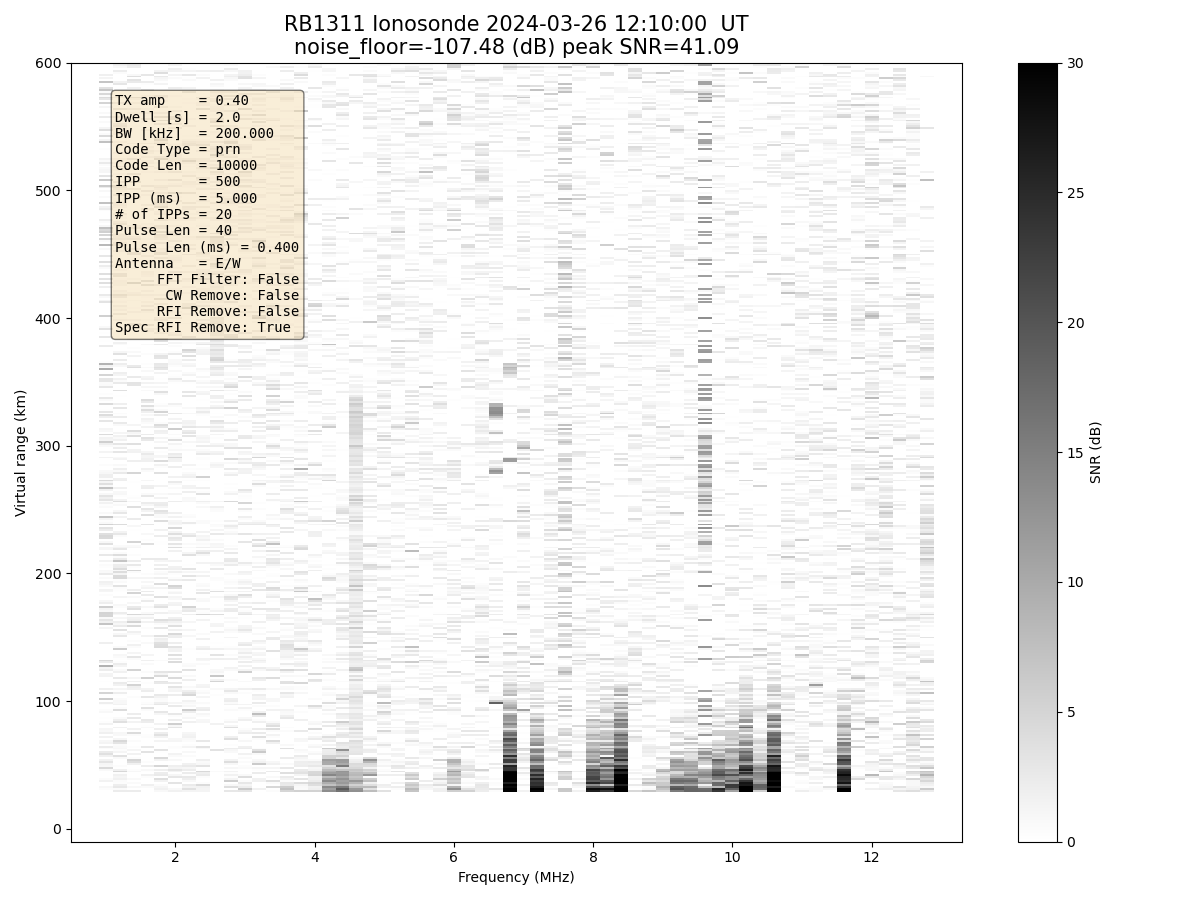 RB1311 Ionosonde 2024-03-26 12:10:00 UT
noise_floor=-107.48 (dB) peak SNR=41.09
TX amp = 0.40
Dwell [s] = 2.0
BW [kHz] = 200.000
Code Type = prn
Code Len = 10000
IPP = 500
IPP (ms) = 5.000
# of IPPs = 20
Pulse Len = 40
Pulse Len (ms) = 0.400
Antenna = E/W
FFT Filter: False
CW Remove: False
RFI Remove: False
Spec RFI Remove: True
Virtual range (km)
600
500
400
300
200
100
0
2 4 6 8 10 12
Frequency (MHz)
30
25
20
15
10
5
0
SNR (dB)